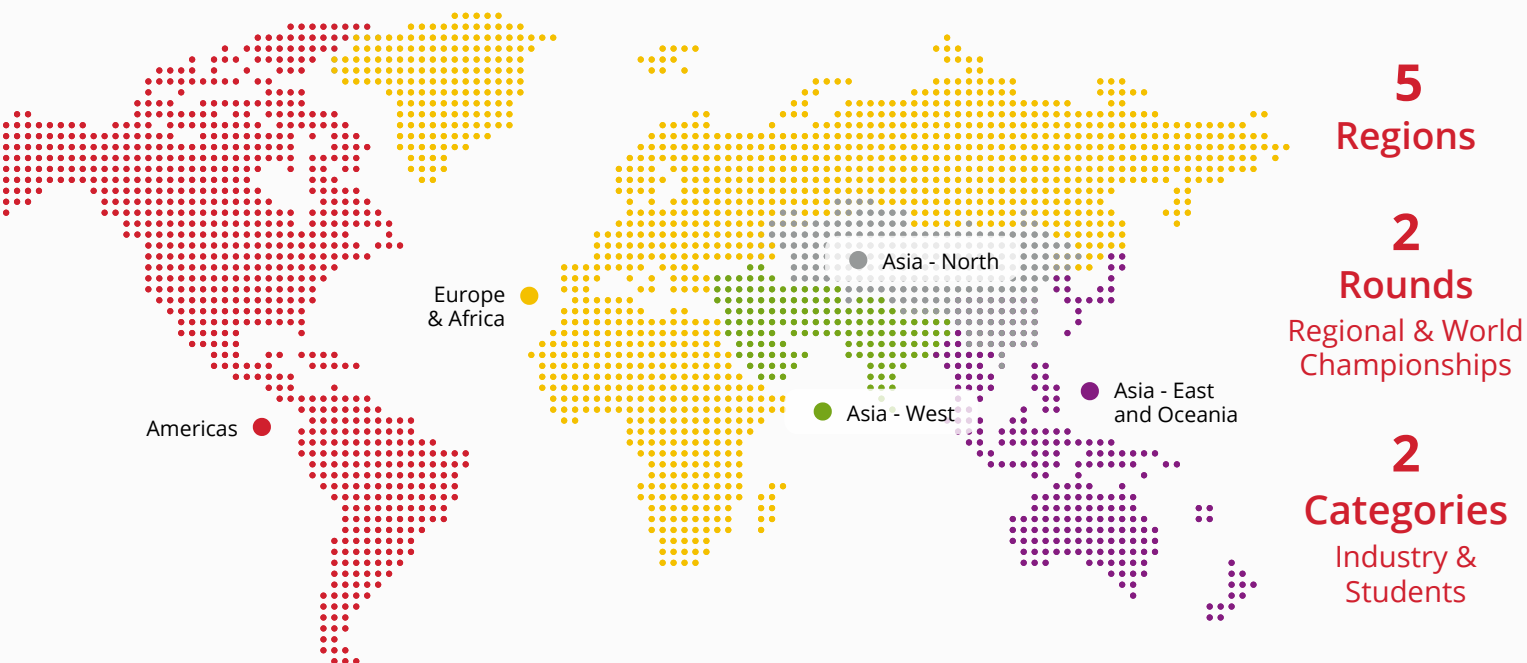 Asia - North
Europe
& Africa
Asia - East
and Oceania
Asia - West
Americas
5
Regions
2
Rounds
Regional & World
Championships
2
Categories
Industry &
Students